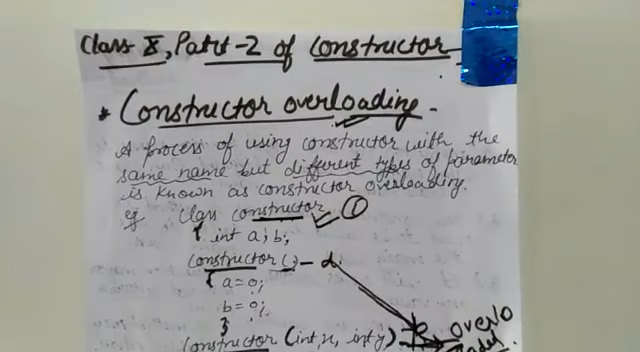 Class X, Part-2 of Constructor
* Constructor overloading -
A process of using constructor with the
same name but different types of parameter
is known as constructor overloading.
eg class constructor ①
{ int a; b;
constructor () -
{ a=0;
b=0;
}
constructor (int, x, int y)
overlo